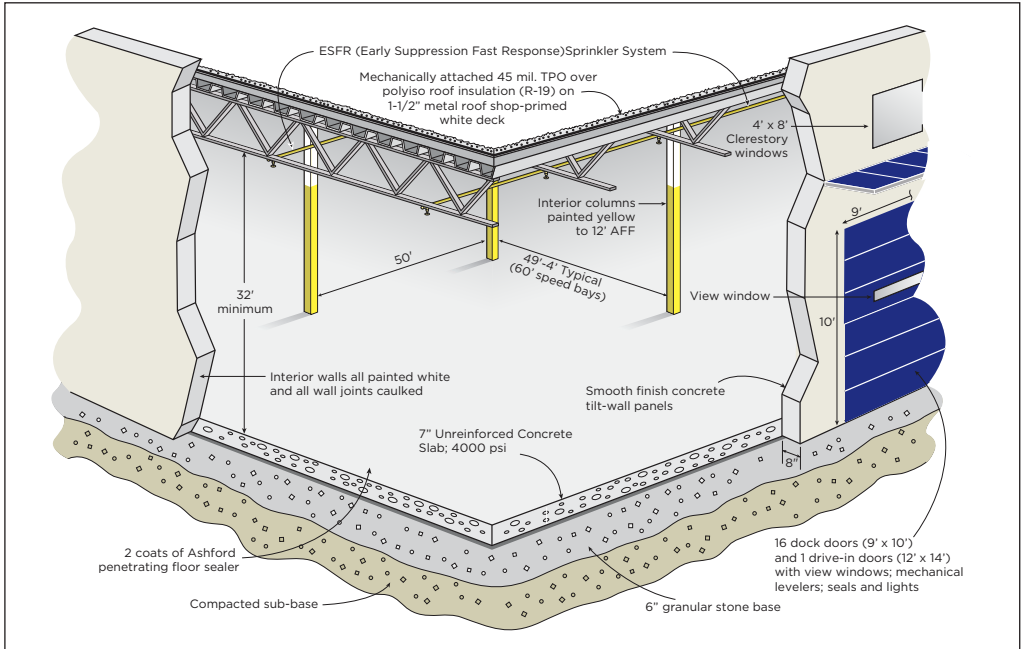 ESFR (Early Suppression Fast Response)Sprinkler System
Mechanically attached 45 mil. TPO over
polyiso roof insulation (R-19) on
1-1/2” metal roof shop-primed
white deck
4’ x 8’
Clerestory
windows
Interior columns
painted yellow
to 12’ AFF
9’
50’
49’-4’ Typical
(60’ speed bays)
32’
minimum
View window
10’
Interior walls all painted white
and all wall joints caulked
Smooth finish concrete
tilt-wall panels
7” Unreinforced Concrete
Slab; 4000 psi
8”
2 coats of Ashford
penetrating floor sealer
16 dock doors (9’ x 10’)
and 1 drive-in doors (12’ x 14’)
with view windows; mechanical
levelers; seals and lights
Compacted sub-base
6” granular stone base